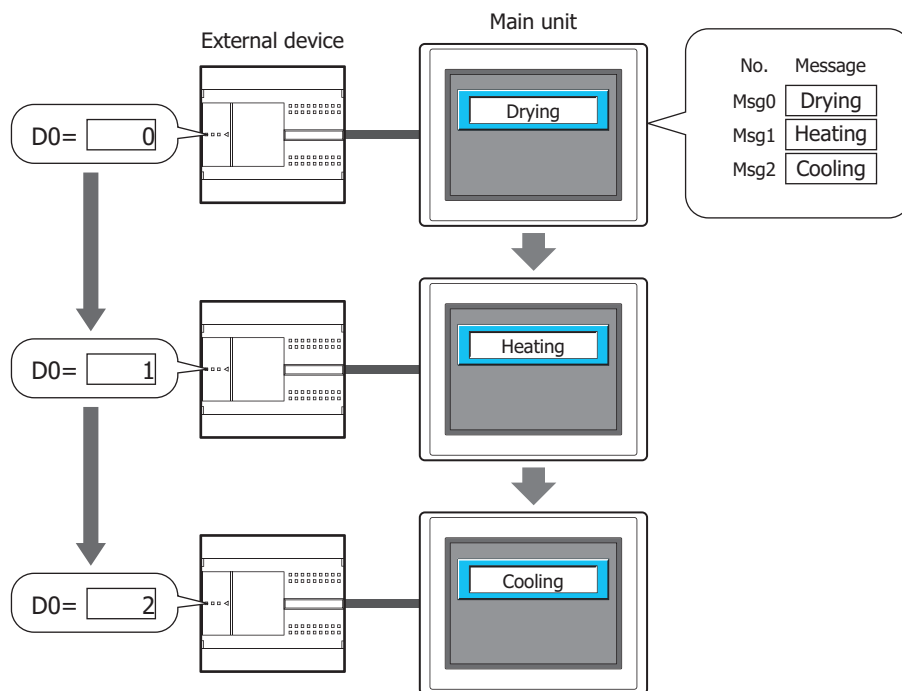 External device
Main unit
No. Message
Msg0 Drying
Msg1 Heating
Msg2 Cooling
D0= 0
Drying
D0= 1
Heating
D0= 2
Cooling